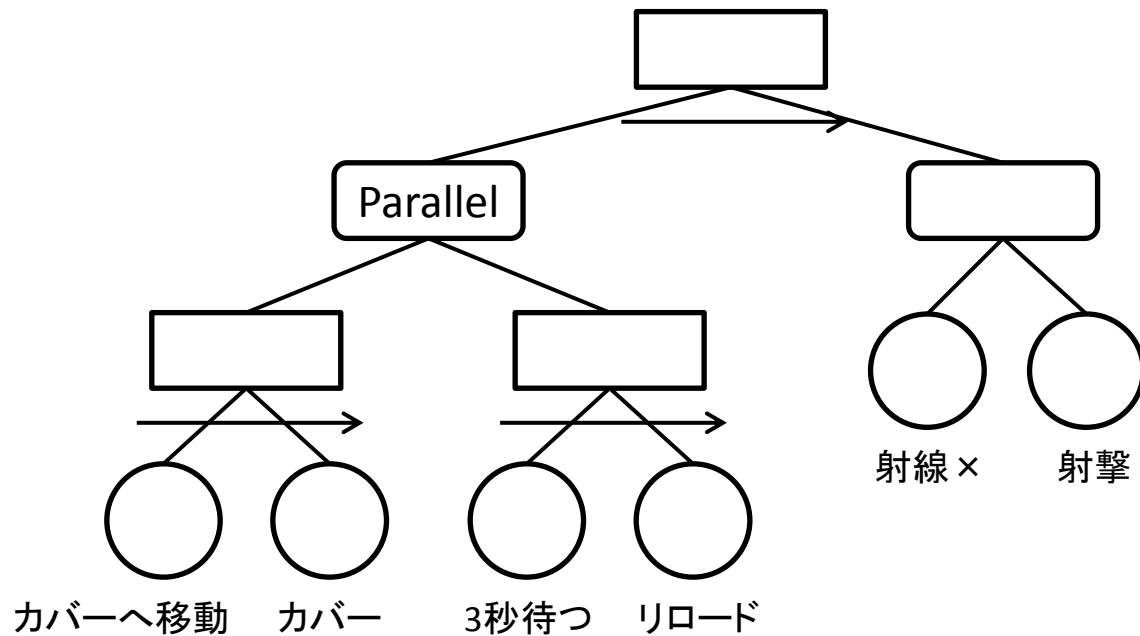 Parallel
射線×
射撃
カバーへ移動
カバー
3秒待つ
リロード